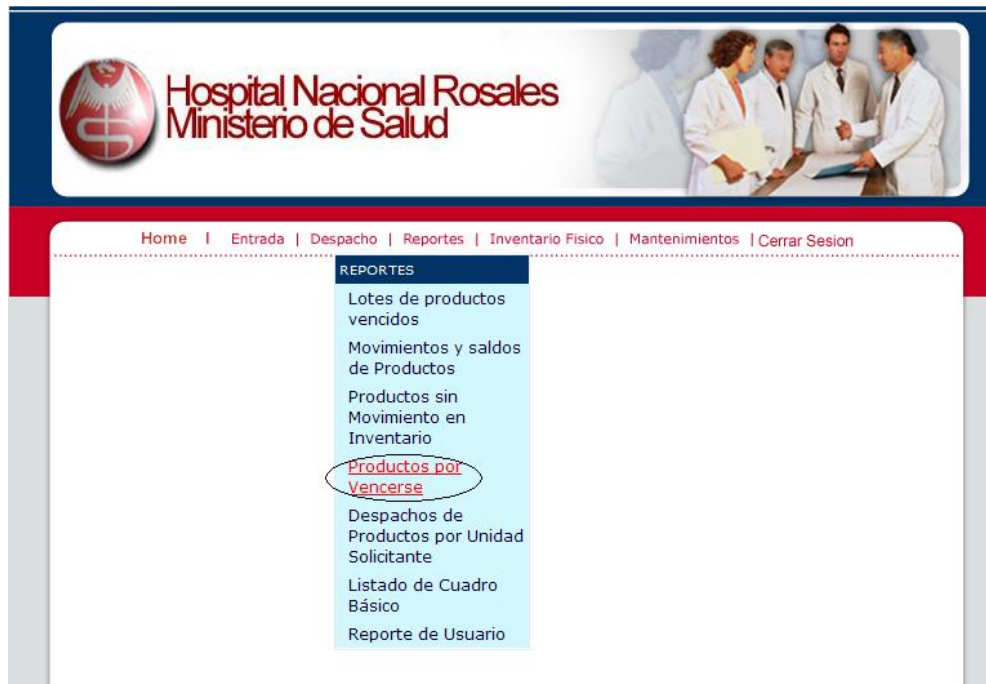 Hospital Nacional Rosales
Ministerio de Salud
Home | Entrada | Despacho | Reportes | Inventario Fisico | Mantenimientos | Cerrar Sesion
REPORTES
Lotes de productos
vencidos
Movimientos y saldos
de Productos
Productos sin
Movimiento en
Inventario
Productos por
Vencerse
Despachos de
Productos por Unidad
Solicitante
Listado de Cuadro
Básico
Reporte de Usuario